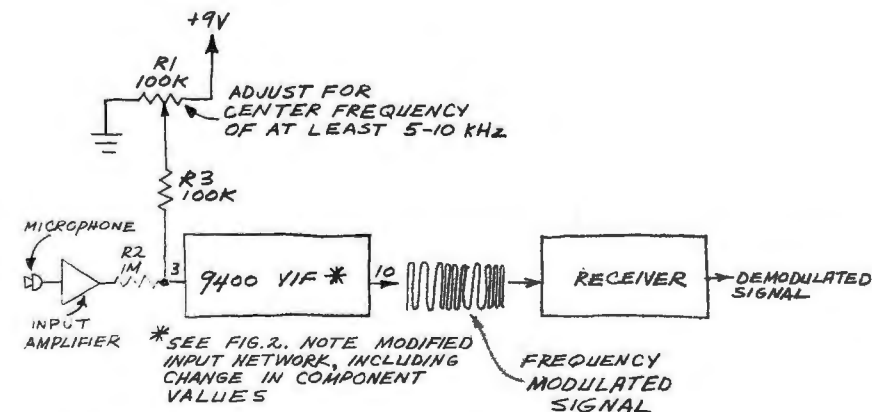 +9V
R1
100K
ADJUST FOR
CENTER FREQUENCY
OF AT LEAST 5-10 KHz
R3
100K
MICROPHONE
R2
1M
3
9400 V/F *
10
RECEIVER
DEMODULATED
SIGNAL
INPUT
AMPLIFIER
* SEE FIG.2. NOTE MODIFIED
INPUT NETWORK, INCLUDING
CHANGE IN COMPONENT
VALUES
FREQUENCY
MODULATED
SIGNAL